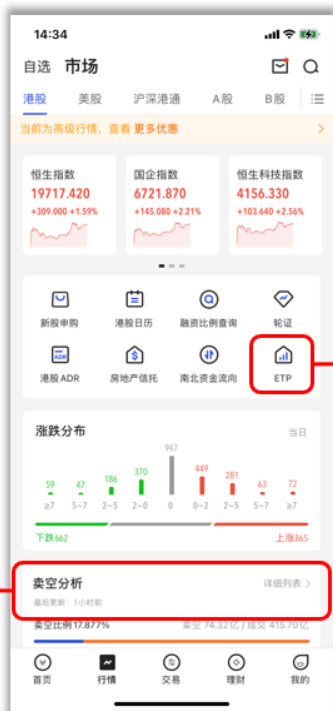 14:34
自选 市场
港股 美股 沪深港通 A股 B股
当前为高级行情，查看 更多优惠
恒生指数 国企指数 恒生科技指数
19717.420 6721.870 4156.330
+309.000 +1.59% +145.080 +2.21% +103.640 +2.56%
新股申购 港股日历 融资比例查询 轮证
ADR
港股ADR 房地产信托 南北资金流向 ETP
涨跌分布 当日
947
59 47 186 370 449 281 63 72
≥7 5~7 2~5 2~0 0 0~2 2~5 5~7 ≥7
下跌662 上涨865
卖空分析 详细列表
最后更新：1小时前
卖空比例17.877% 卖空 74.32亿 / 成交 415.70亿
首页 行情 交易 理财 我的